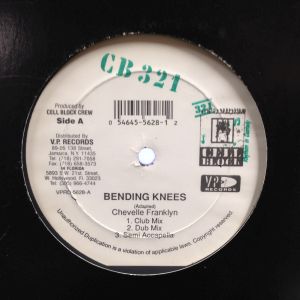 CB 321
Produced by
CELL BLOCK CREW
Side A
0 54645-5628-1 2
321
CELL
BLOCK
Distributed by
V.P. RECORDS
89-05 138 Street,
Jamaica, N.Y. 11435
Tel: (718) 291-7058
Fax: (718) 658-3573
IN FLORIDA
5893 S.W. 21st.
W. Hollywood, FL 33023
Tel: (305) 966-4744
VPRD 5628-A
VP
RECORDS
BENDING KNEES
(Adapted)
Chevelle Franklyn
1. Club Mix
2. Dub Mix
3. Semi Accapella
Unauthorized Duplication is a violation of applicable laws. Copyright